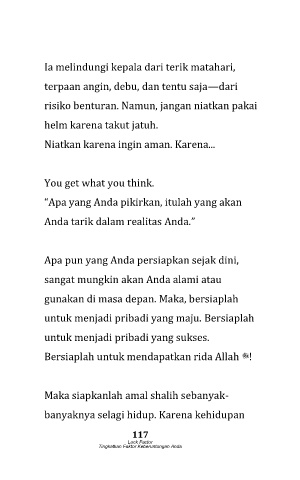 Ia melindungi kepala dari terik matahari,
terpaan angin, debu, dan tentu saja—dari
risiko benturan. Namun, jangan niatkan pakai
helm karena takut jatuh.
Niatkan karena ingin aman. Karena...
You get what you think.
“Apa yang Anda pikirkan, itulah yang akan
Anda tarik dalam realitas Anda.”
Apa pun yang Anda persiapkan sejak dini,
sangat mungkin akan Anda alami atau
gunakan di masa depan. Maka, bersiaplah
untuk menjadi pribadi yang maju. Bersiaplah
untuk menjadi pribadi yang sukses.
Bersiaplah untuk mendapatkan rida Allah !
Maka siapkanlah amal shalih sebanyak-
banyaknya selagi hidup. Karena kehidupan
117
Luck Factor
Tingkatkan Faktor Keberuntungan Anda